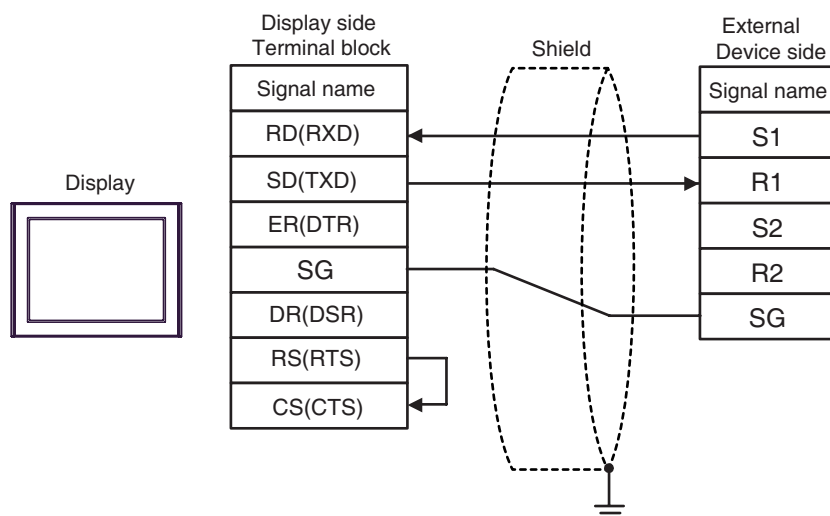 Display side
Terminal block
Shield
External
Device side
Signal name
RD(RXD)
SD(TXD)
ER(DTR)
SG
DR(DSR)
RS(RTS)
CS(CTS)
Display
Signal name
S1
R1
S2
R2
SG